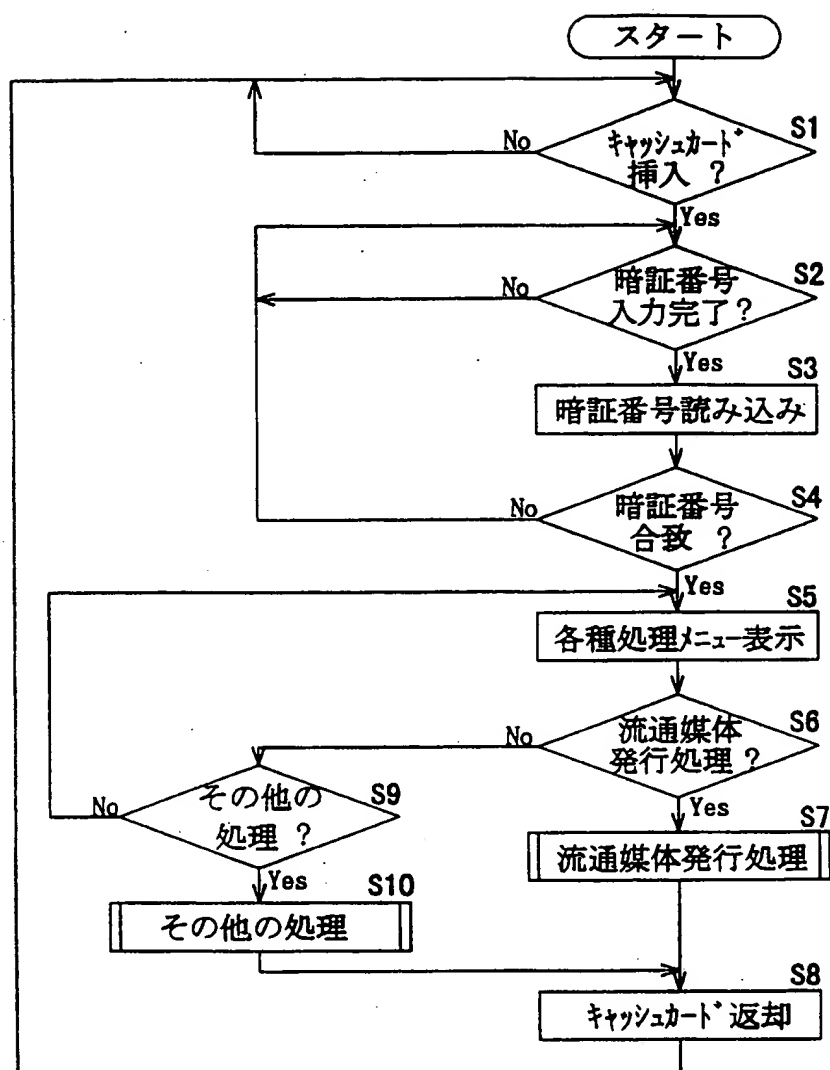 スタート
S1
No
キャッシュカード
挿入 ?
Yes
S2
No
暗証番号
入力完了?
Yes
S3
暗証番号読み込み
S4
No
暗証番号
合致 ?
Yes
S5
各種処理メニュー表示
S6
No
流通媒体
発行処理?
Yes
S9
No
その他の
処理 ?
Yes
S7
流通媒体発行処理
S10
その他の処理
S8
キャッシュカード返却